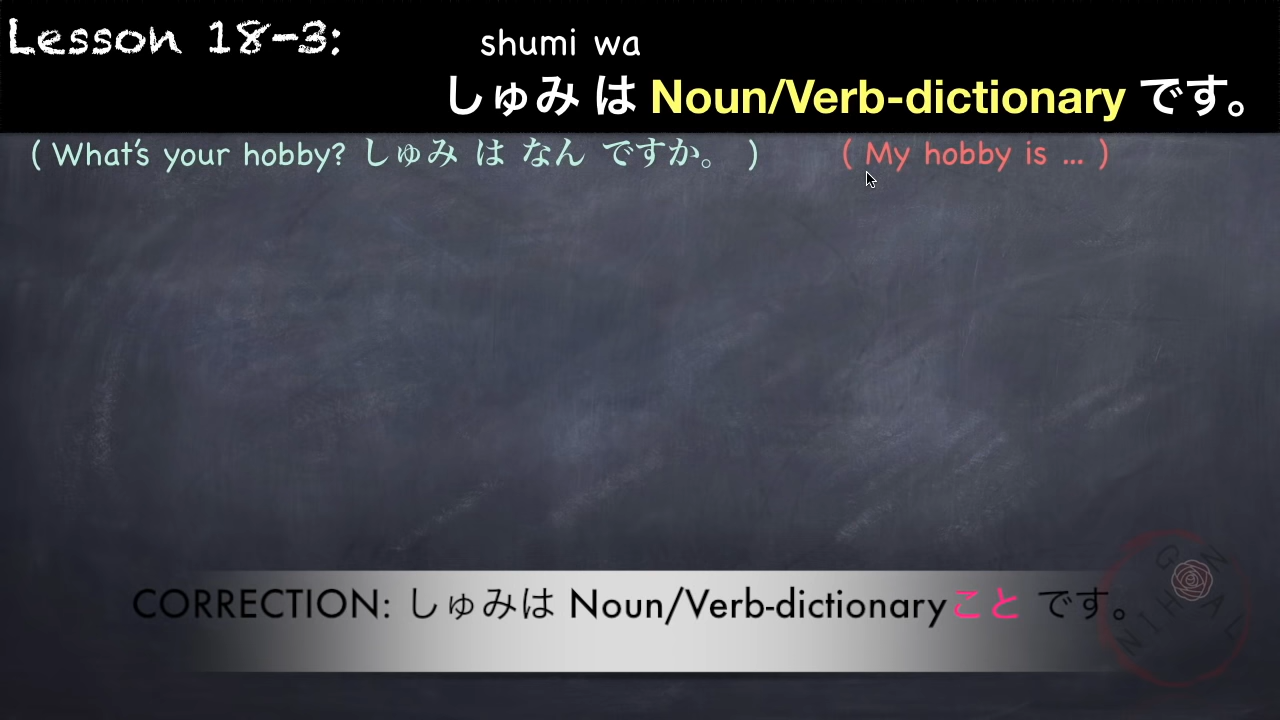 Lesson 18-3:
shumi wa
しゅみ は Noun/Verb-dictionary です。
( What's your hobby? しゅみ は なん ですか。 ) ( My hobby is ... )
CORRECTION: しゅみは Noun/Verb-dictionaryこと です。
NIHONGONAL